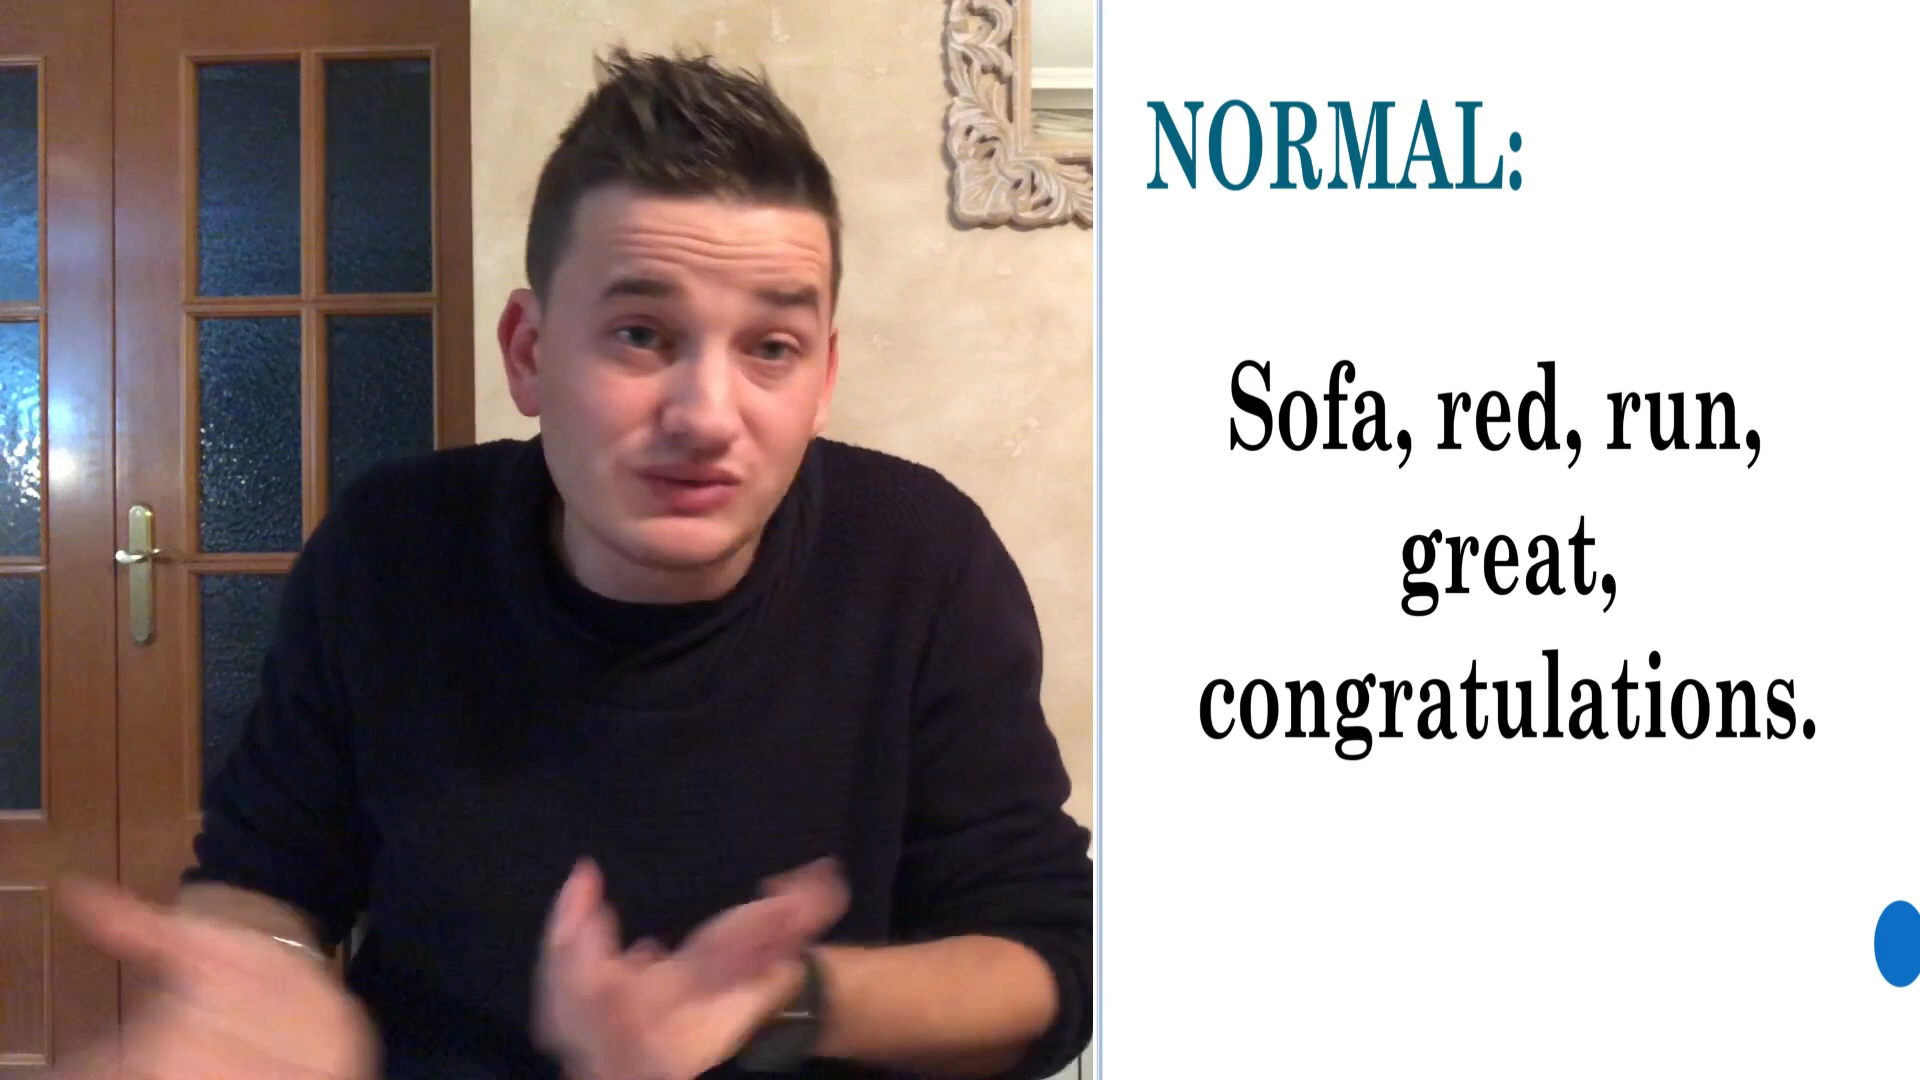 NORMAL:
Sofa, red, run,
great,
congratulations.